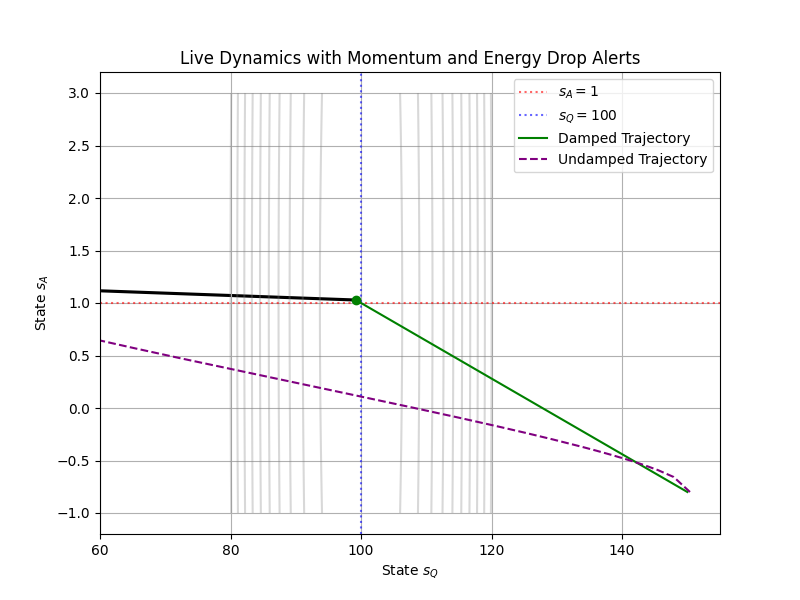 Live Dynamics with Momentum and Energy Drop Alerts
3.0
2.5
2.0
1.5
1.0
0.5
0.0
−0.5
−1.0
State s_A
s_A = 1
s_Q = 100
Damped Trajectory
Undamped Trajectory
60
80
100
120
140
State s_Q